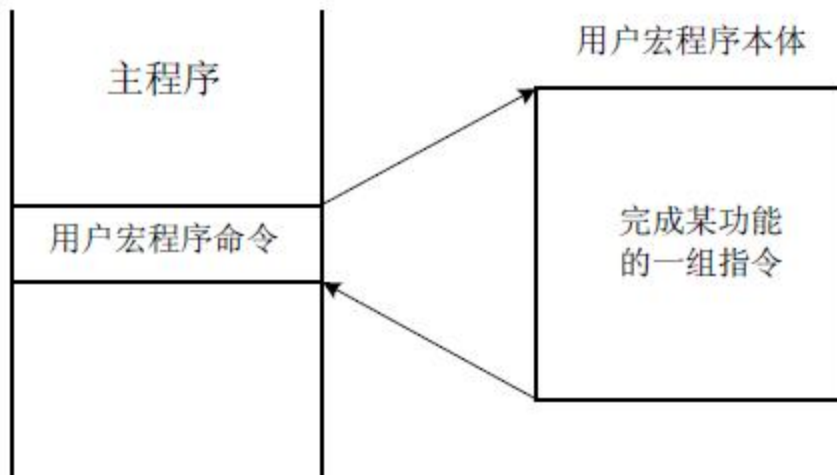 主程序
用户宏程序命令
用户宏程序本体
完成某功能
的一组指令